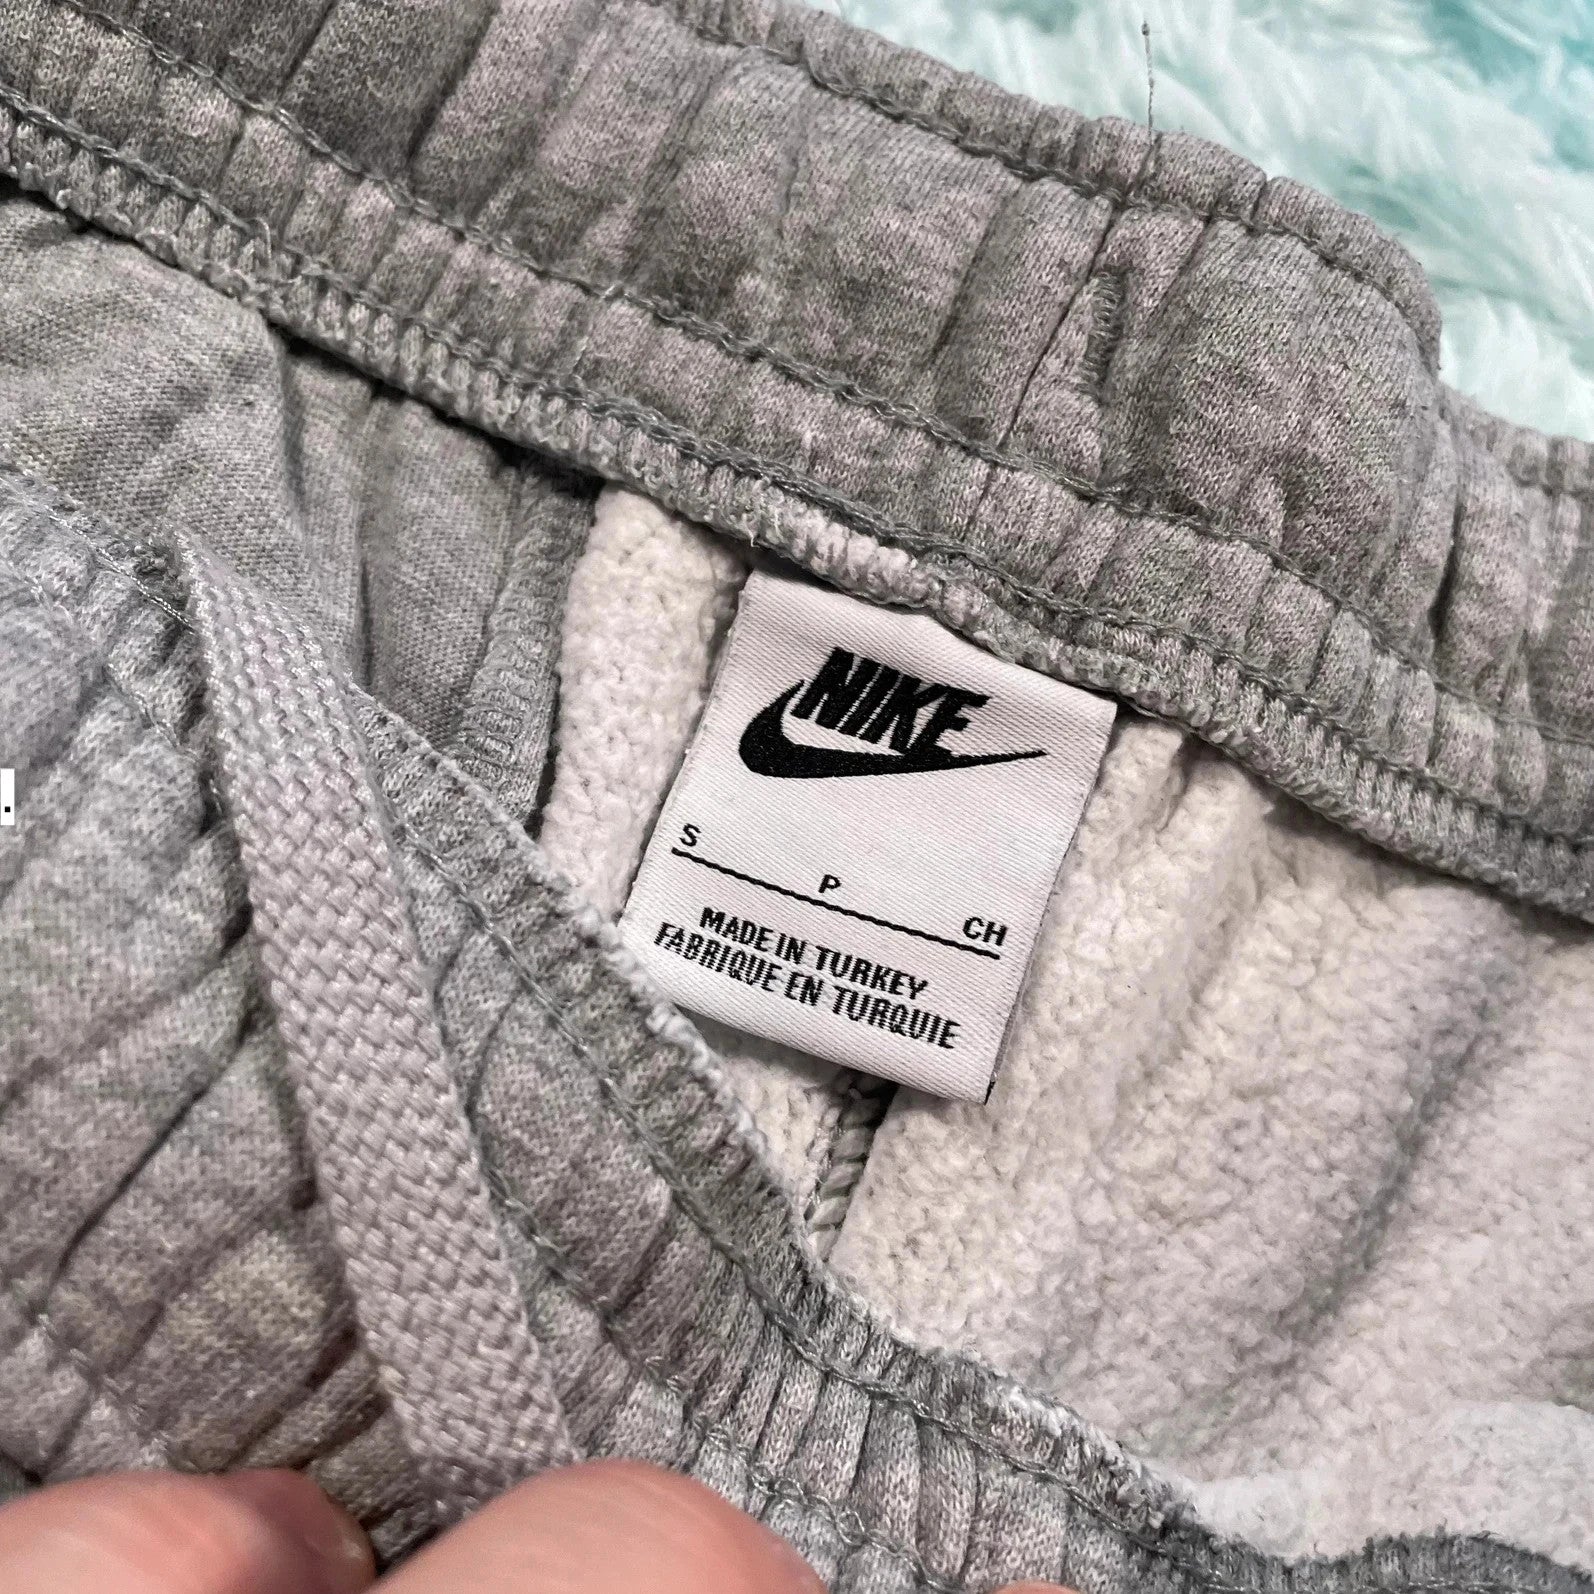 NIKE
S
P
CH
MADE IN TURKEY
FABRIQUE EN TURQUIE
.